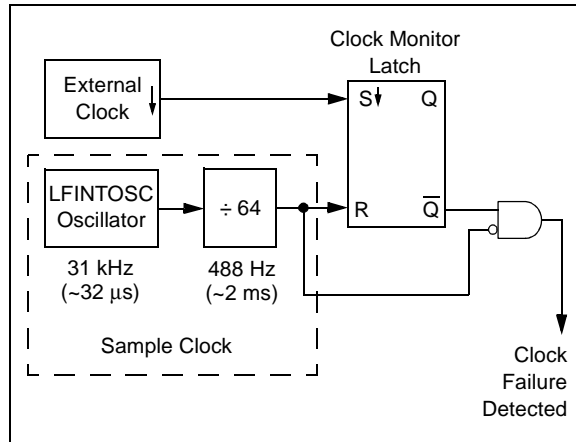 Clock Monitor
Latch
External
Clock
S
Q
LFINTOSC
Oscillator
÷ 64
R
Q
31 kHz
(~32 μs)
488 Hz
(~2 ms)
Sample Clock
Clock
Failure
Detected